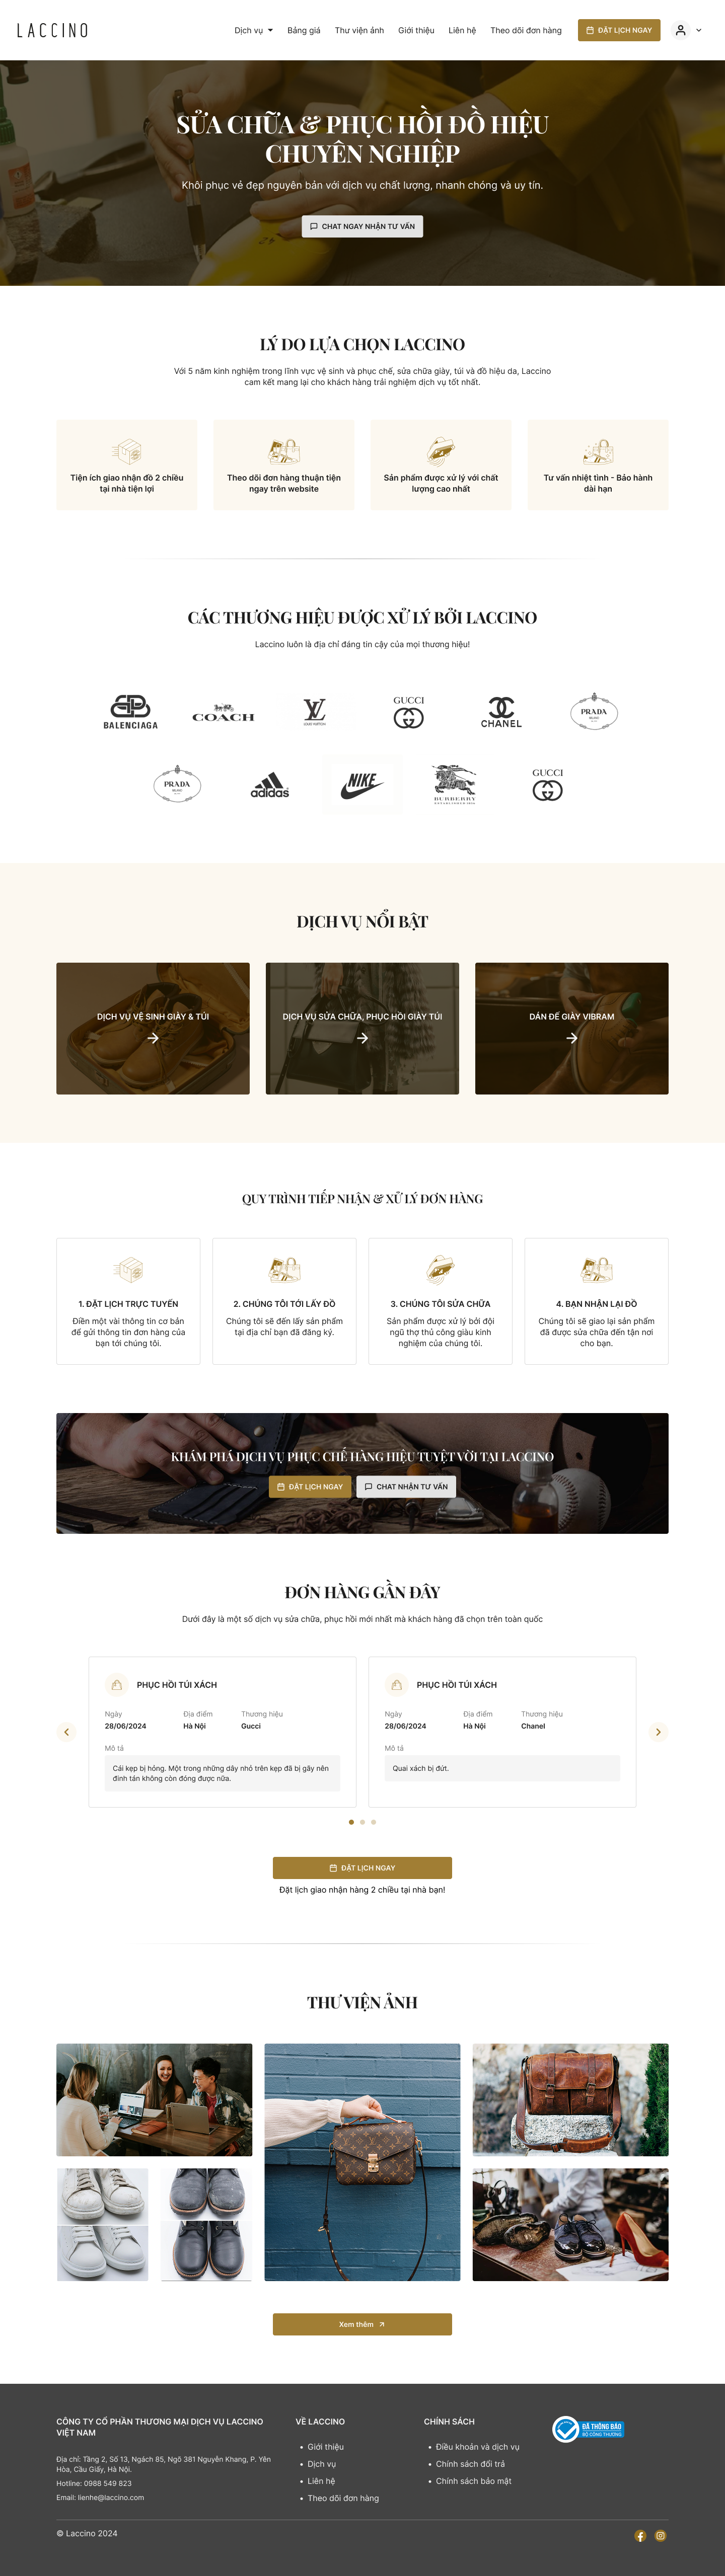 LACCINO
Dịch vụ
Bảng giá
Thư viện ảnh
Giới thiệu
Liên hệ
Theo dõi đơn hàng
ĐẶT LỊCH NGAY
SỬA CHỮA & PHỤC HỒI ĐỒ HIỆU
CHUYÊN NGHIỆP
Khôi phục vẻ đẹp nguyên bản với dịch vụ chất lượng, nhanh chóng và uy tín.
CHAT NGAY NHẬN TƯ VẤN
LÝ DO LỰA CHỌN LACCINO
Với 5 năm kinh nghiệm trong lĩnh vực vệ sinh và phục chế, sửa chữa giày, túi và đồ hiệu da, Laccino
cam kết mang lại cho khách hàng trải nghiệm dịch vụ tốt nhất.
Tiện ích giao nhận đồ 2 chiều
tại nhà tiện lợi
Theo dõi đơn hàng thuận tiện
ngay trên website
Sản phẩm được xử lý với chất
lượng cao nhất
Tư vấn nhiệt tình - Bảo hành
dài hạn
CÁC THƯƠNG HIỆU ĐƯỢC XỬ LÝ BỞI LACCINO
Laccino luôn là địa chỉ đáng tin cậy của mọi thương hiệu!
BALENCIAGA
COACH
LOUIS VUITTON
GUCCI
CHANEL
PRADA
MILANO
PRADA
MILANO
adidas
NIKE
BURBERRY
ESTABLISHED 1856
GUCCI
DỊCH VỤ NỔI BẬT
DỊCH VỤ VỆ SINH GIÀY & TÚI
DỊCH VỤ SỬA CHỮA, PHỤC HỒI GIÀY TÚI
DÁN ĐẾ GIÀY VIBRAM
QUY TRÌNH TIẾP NHẬN & XỬ LÝ ĐƠN HÀNG
1. ĐẶT LỊCH TRỰC TUYẾN
Điền một vài thông tin cơ bản
để gửi thông tin đơn hàng của
bạn tới chúng tôi.
2. CHÚNG TÔI TỚI LẤY ĐỒ
Chúng tôi sẽ đến lấy sản phẩm
tại địa chỉ bạn đã đăng ký.
3. CHÚNG TÔI SỬA CHỮA
Sản phẩm được xử lý bởi đội
ngũ thợ thủ công giàu kinh
nghiệm của chúng tôi.
4. BẠN NHẬN LẠI ĐỒ
Chúng tôi sẽ giao lại sản phẩm
đã được sửa chữa đến tận nơi
cho bạn.
KHÁM PHÁ DỊCH VỤ PHỤC CHẾ HÀNG HIỆU TUYỆT VỜI TẠI LACCINO
ĐẶT LỊCH NGAY
CHAT NHẬN TƯ VẤN
ĐƠN HÀNG GẦN ĐÂY
Dưới đây là một số dịch vụ sửa chữa, phục hồi mới nhất mà khách hàng đã chọn trên toàn quốc
PHỤC HỒI TÚI XÁCH
Ngày
Địa điểm
Thương hiệu
28/06/2024
Hà Nội
Gucci
Mô tả
Cái kẹp bị hỏng. Một trong những dây nhỏ trên kẹp đã bị gãy nên
đinh tán không còn đóng được nữa.
PHỤC HỒI TÚI XÁCH
Ngày
Địa điểm
Thương hiệu
28/06/2024
Hà Nội
Chanel
Mô tả
Quai xách bị đứt.
ĐẶT LỊCH NGAY
Đặt lịch giao nhận hàng 2 chiều tại nhà bạn!
THƯ VIỆN ẢNH
Xem thêm
CÔNG TY CỔ PHẦN THƯƠNG MẠI DỊCH VỤ LACCINO
VIỆT NAM
Địa chỉ: Tầng 2, Số 13, Ngách 85, Ngõ 381 Nguyễn Khang, P. Yên
Hòa, Cầu Giấy, Hà Nội.
Hotline: 0988 549 823
Email: lienhe@laccino.com
VỀ LACCINO
Giới thiệu
Dịch vụ
Liên hệ
Theo dõi đơn hàng
CHÍNH SÁCH
Điều khoản và dịch vụ
Chính sách đổi trả
Chính sách bảo mật
ĐÃ THÔNG BÁO
BỘ CÔNG THƯƠNG
© Laccino 2024